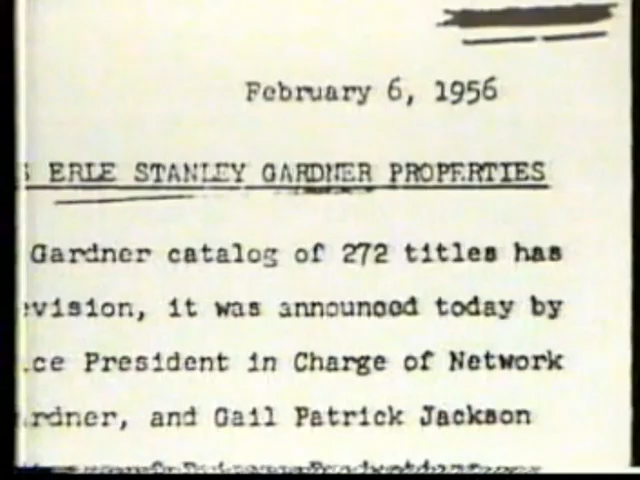 February 6, 1956
ERLE STANLEY GARDNER PROPERTIES
Gardner catalog of 272 titles has
vision, it was announced today by
ce President in Charge of Network
rdner, and Gail Patrick Jackson